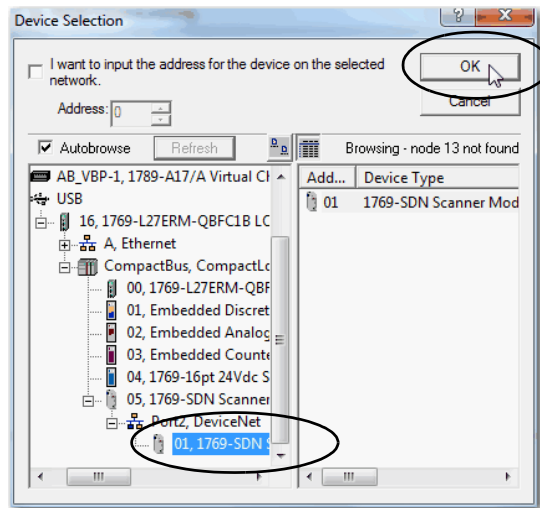 Device Selection
I want to input the address for the device on the selected
network.
Address: 0
OK
Cancel
Autobrowse
Refresh
Browsing - node 13 not found
AB_VBP-1, 1789-A17/A Virtual Ch
USB
16, 1769-L27ERM-QBFC1B LC
A, Ethernet
CompactBus, CompactLo
00, 1769-L27ERM-QBF
01, Embedded Discret
02, Embedded Analog
03, Embedded Counte
04, 1769-16pt 24Vdc S
05, 1769-SDN Scanner
Port2, DeviceNet
01, 1769-SDN S
Add...
Device Type
01
1769-SDN Scanner Mod